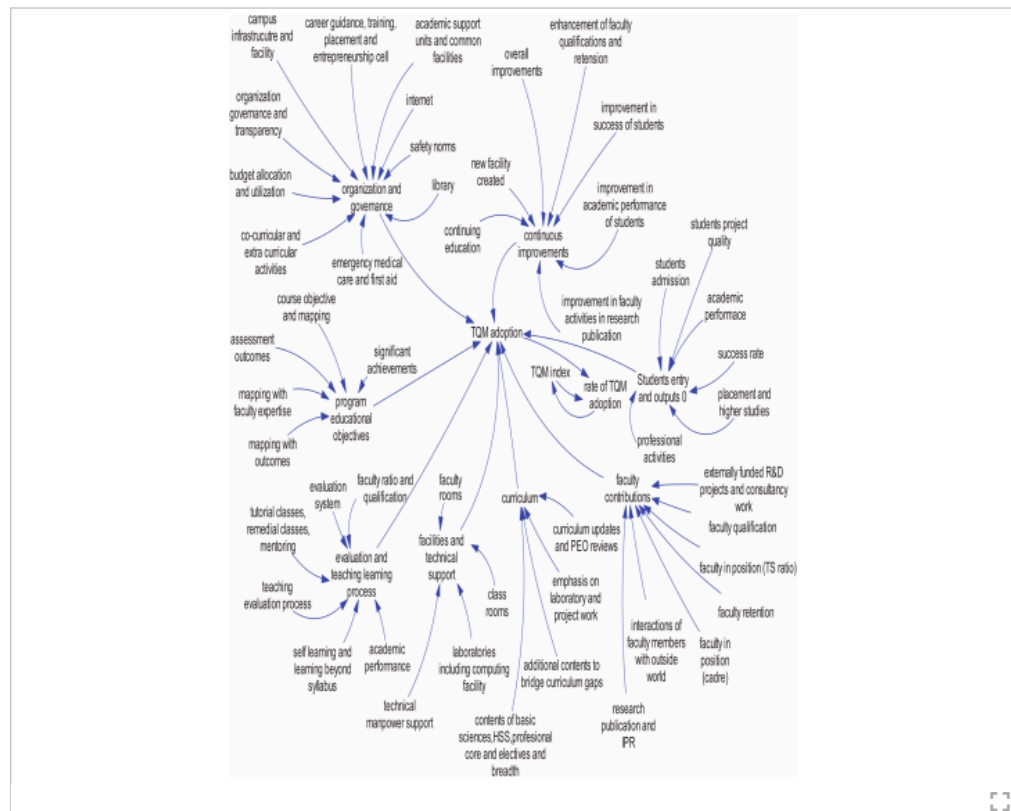 campus
infrastrucutre and
facility
career guidance, training,
placement and
entrepreneurship cell
academic support
units and common
facilities
enhancement of faculty
qualifications and
retension
overall
improvements
organization
governance and
transparency
internet
improvement in
success of students
safety norms
budget allocation
and utilization
organization and
governance
library
new facility
created
improvement in
academic performance
of students
continuing
education
continuous
improvements
students project
quality
co-curricular and
extra curricular
activities
emergency medical
care and first aid
students
admission
course objective
and mapping
improvement in faculty
activities in research
publication
academic
performace
TQM adoption
assessment
outcomes
significant
achievements
success rate
TQM index
rate of TQM
adoption
Students entry
and outputs 0
mapping with
faculty expertise
program
educational
objectives
placement and
higher studies
mapping with
outcomes
professional
activities
evaluation
system
faculty ratio and
qualification
faculty
rooms
curriculum
faculty
contributions
externally funded R&D
projects and consultancy
work
tutorial classes,
remedial classes,
mentoring
faculty qualification
curriculum updates
and PEO reviews
evaluation and
teaching learning
process
facilities and
technical
support
faculty in position (TS ratio)
teaching
evaluation process
class
rooms
emphasis on
laboratory and
project work
faculty retention
self learning and
learning beyond
syllabus
academic
performance
laboratories
including computing
facility
additional contents to
bridge curriculum gaps
interactions of
faculty members
with outside
world
faculty in
position
(cadre)
technical
manpower support
contents of basic
sciences,HSS,profesional
core and electives and
breadth
research
publication and
IPR